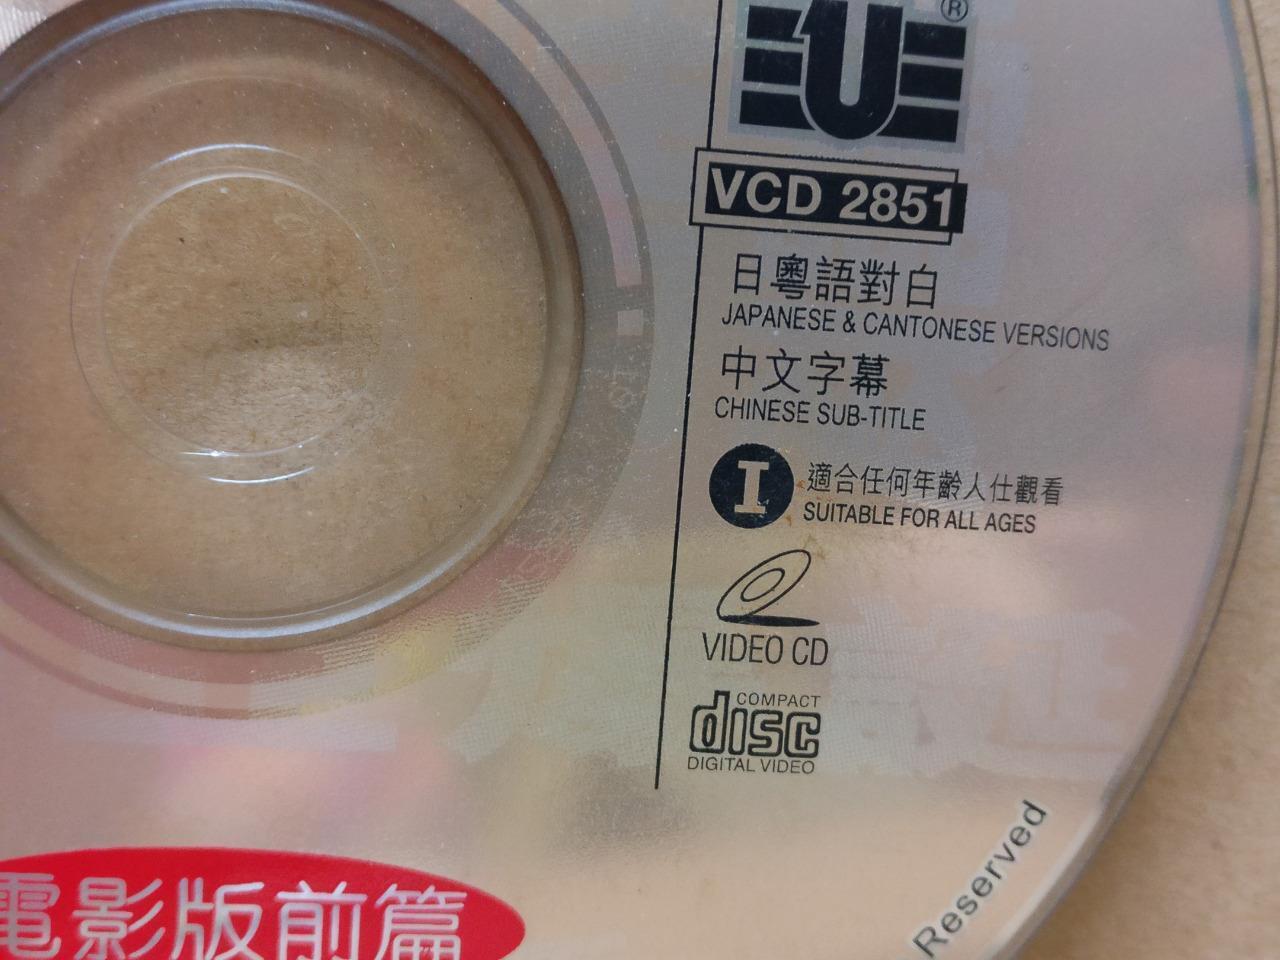 ®
VCD 2851
日粵語對白
JAPANESE & CANTONESE VERSIONS
中文字幕
CHINESE SUB-TITLE
I 適合任何年齡人仕觀看
SUITABLE FOR ALL AGES
VIDEO CD
COMPACT
disc
DIGITAL VIDEO
Reserved
電影版前篇